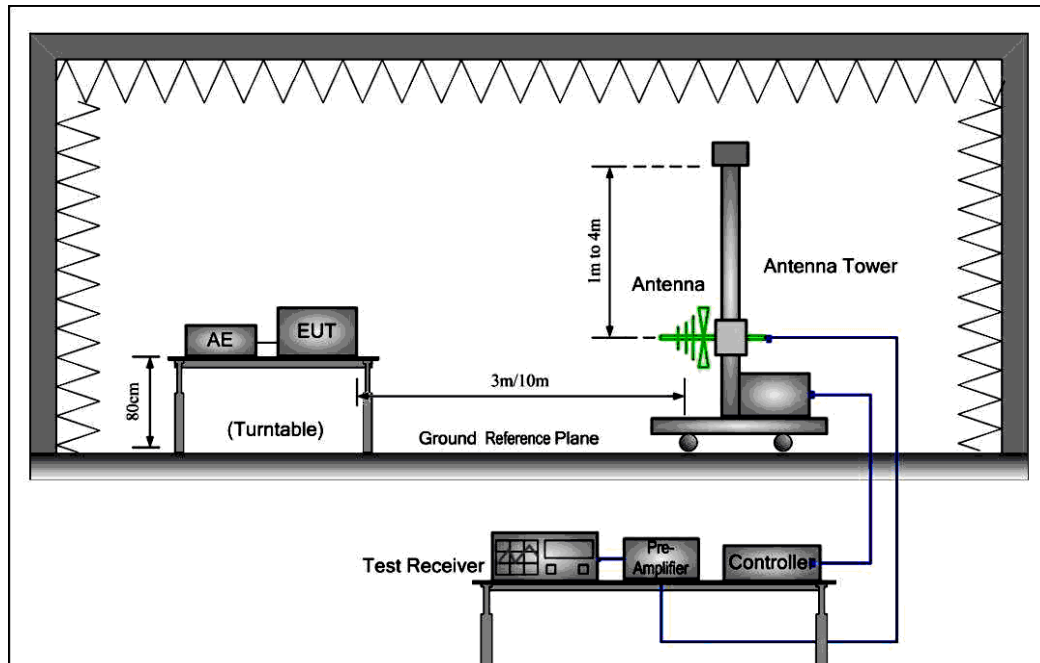 1m to 4m
Antenna Tower
Antenna
AE
EUT
80cm
3m/10m
(Turntable)
Ground Reference Plane
Test Receiver
Pre-
Amplifier
Controller